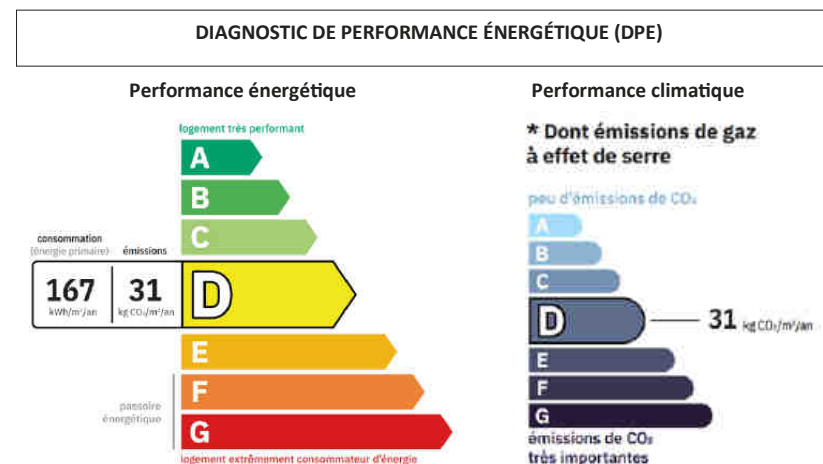 DIAGNOSTIC DE PERFORMANCE ÉNERGÉTIQUE (DPE)
Performance énergétique
logement très performant
A
B
C
consommation
(énergie primaire)
émissions
167
kWh/m²/an
31
kg CO₂/m²/an
D
E
F
G
passoire
énergétique
logement extrêmement consommateur d'énergie
Performance climatique
* Dont émissions de gaz
à effet de serre
peu d'émissions de CO₂
A
B
C
D
31 kg CO₂/m²/an
E
F
G
émissions de CO₂
très importantes